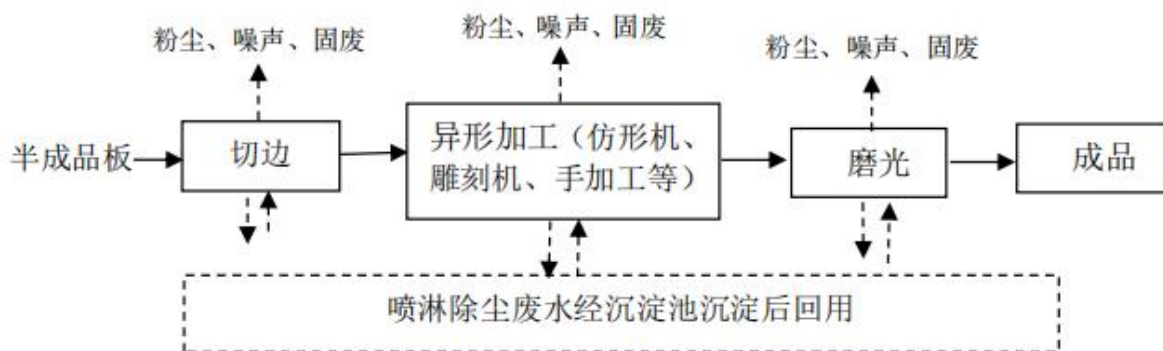 粉尘、噪声、固废
粉尘、噪声、固废
粉尘、噪声、固废
半成品板
切边
异形加工（仿形机、
雕刻机、手加工等）
磨光
成品
喷淋除尘废水经沉淀池沉淀后回用